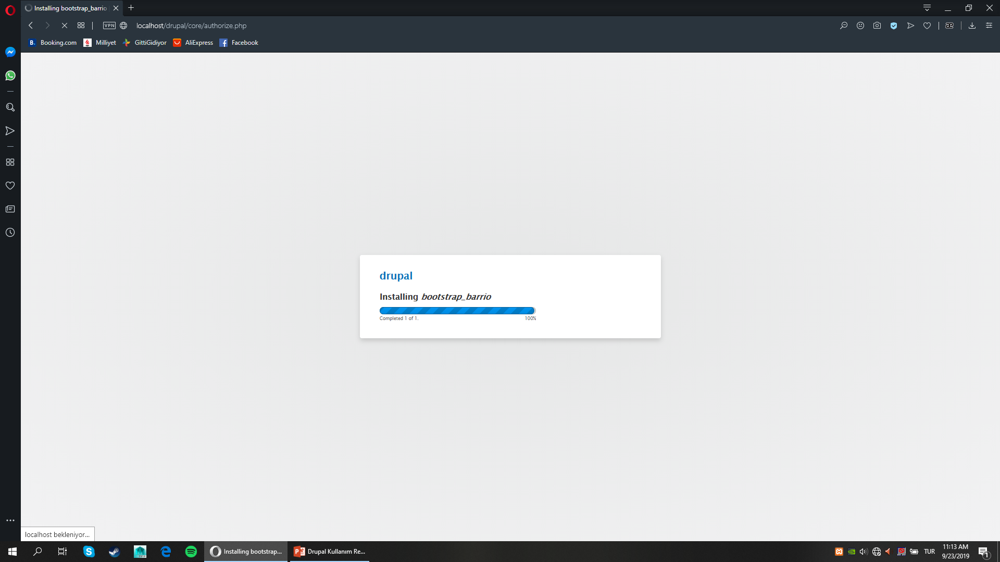 Installing bootstrap_barrio
VPN
localhost/drupal/core/authorize.php
B. Booking.com
Milliyet
GittiGidiyor
AliExpress
Facebook
drupal
Installing bootstrap_barrio
Completed 1 of 1.
100%
localhost bekleniyor...
Installing bootstrap...
Drupal Kullanım Re...
TUR
11:13 AM
9/23/2019
1